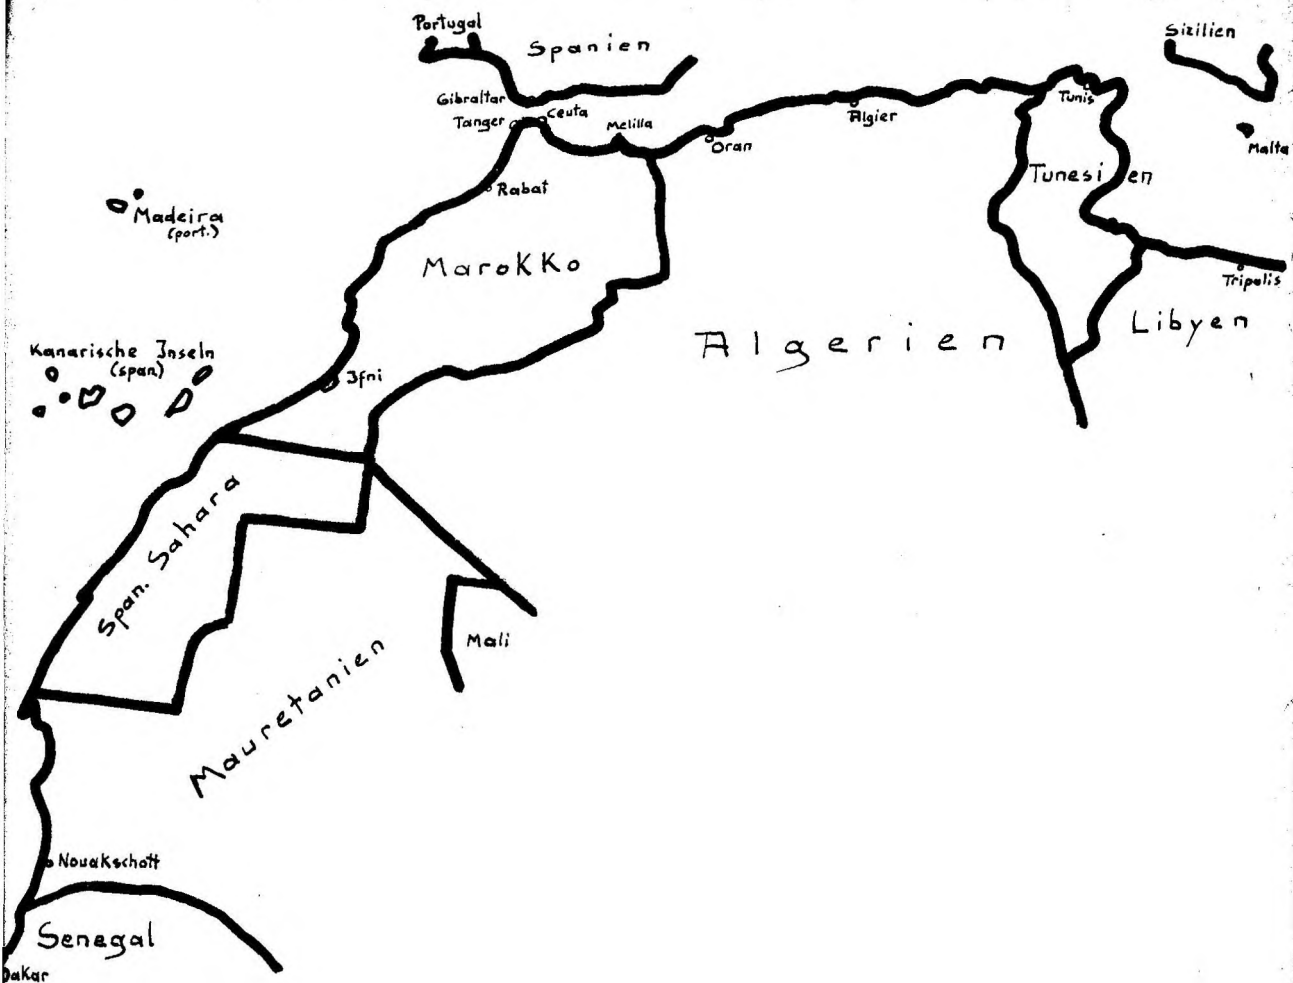 Portugal
Spanien
Sizilien
Gibraltar
Tanger
Ceuta
Melilla
Oran
Algier
Tunis
Malta
Rabat
Tunesien
Madeira
(port.)
Marokko
Tripolis
Libyen
Algerien
Kanarische Inseln
(span.)
Ifni
Span. Sahara
Mali
Mauretanien
Nouakschott
Senegal
Dakar